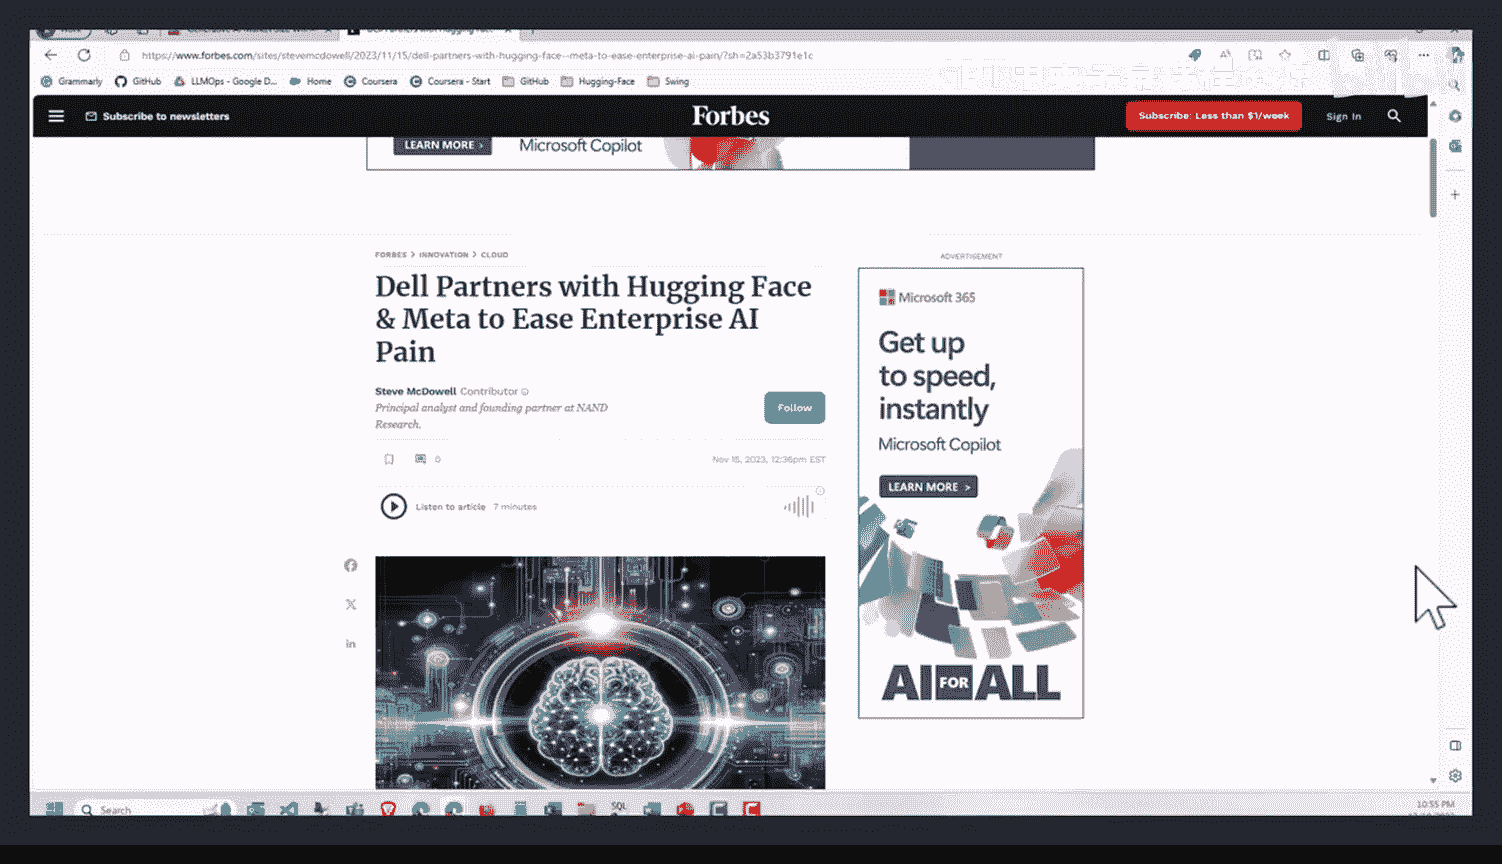 https://www.forbes.com/sites/stevemcdowell/2023/11/15/dell-partners-with-hugging-face--meta-to-ease-enterprise-ai-pain/?sh=2a53b3791e1c
Grammarly GitHub LLMOps - Google D... Home Coursera Coursera - Start GitHub Hugging-Face Swing
Subscribe to newsletters Forbes Subscribe: Less than $1/week Sign In
LEARN MORE > Microsoft Copilot
FORBES > INNOVATION > CLOUD
Dell Partners with Hugging Face
& Meta to Ease Enterprise AI
Pain
Steve McDowell Contributor
Principal analyst and founding partner at NAND
Research.
Follow
0 Nov 15, 2023, 12:36pm EST
Listen to article 7 minutes
ADVERTISEMENT
Microsoft 365
Get up
to speed,
instantly
Microsoft Copilot
LEARN MORE >
AI FOR ALL
Search
SQL
10:55 PM